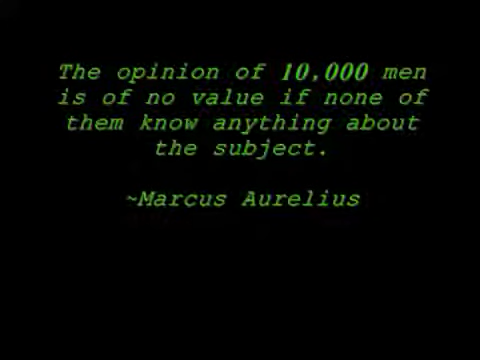 The opinion of 10,000 men
is of no value if none of
them know anything about
the subject.
~Marcus Aurelius